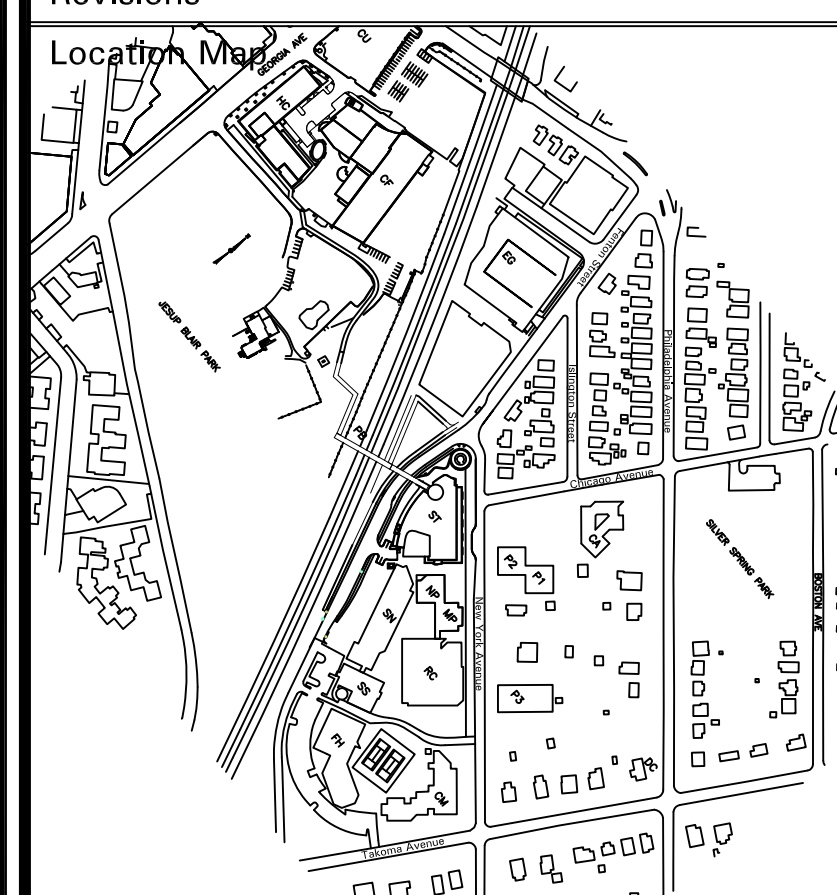 Revisions
Location Map
GEORGIA AVE
CU
HC
CF
Fenton Street
EG
JESUP BLAIR PARK
Philadelphia Avenue
Islington Street
PB
Chicago Avenue
ST
CA
SILVER SPRING PARK
P2
P1
NP
MP
SN
BOSTON AVE
New York Avenue
RC
SS
P3
FH
DC
CM
Takoma Avenue